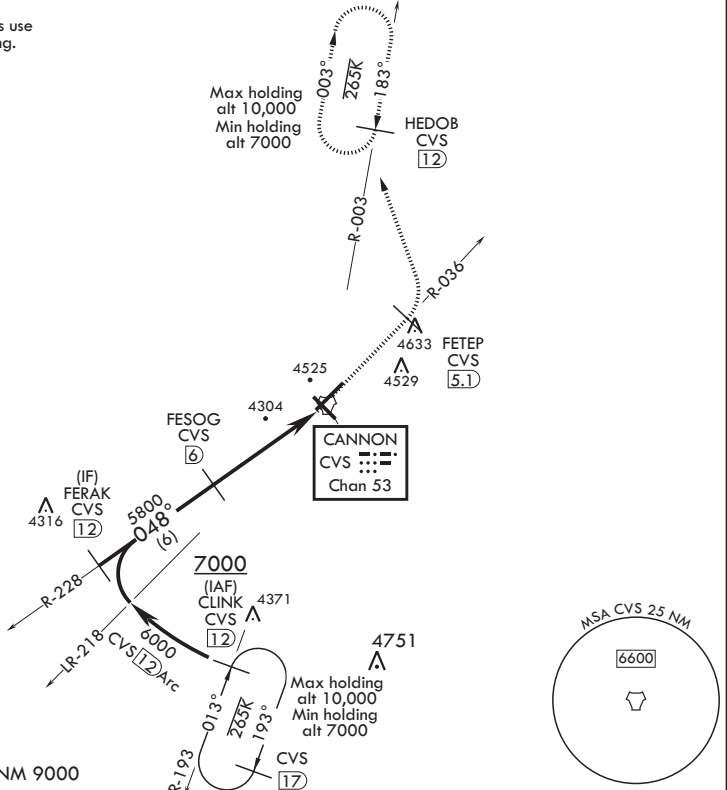 s use
ng.
003°
265K
183°
Max holding
alt 10,000
Min holding
alt 7000
HEDOB
CVS
12
R-003
R-036
4633
FETEP
CVS
5.1
4529
4525
4304
FESOG
CVS
6
CANNON
CVS
Chan 53
(IF)
FERAK
CVS
12
4316
5800
048°
(6)
R-228
7000
(IAF)
CLINK
CVS
12
4371
LR-218
6000
CVS 12 Arc
4751
Max holding
alt 10,000
Min holding
alt 7000
013°
265K
193°
R-193
CVS
17
NM 9000
MSA CVS 25 NM
6600